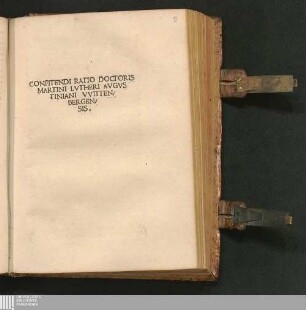 CONFITENDI RATIO DOCTORIS
MARTINI LVTHERI AVGVS
TINIANI VVITTEN/
BERGEN/
SIS.